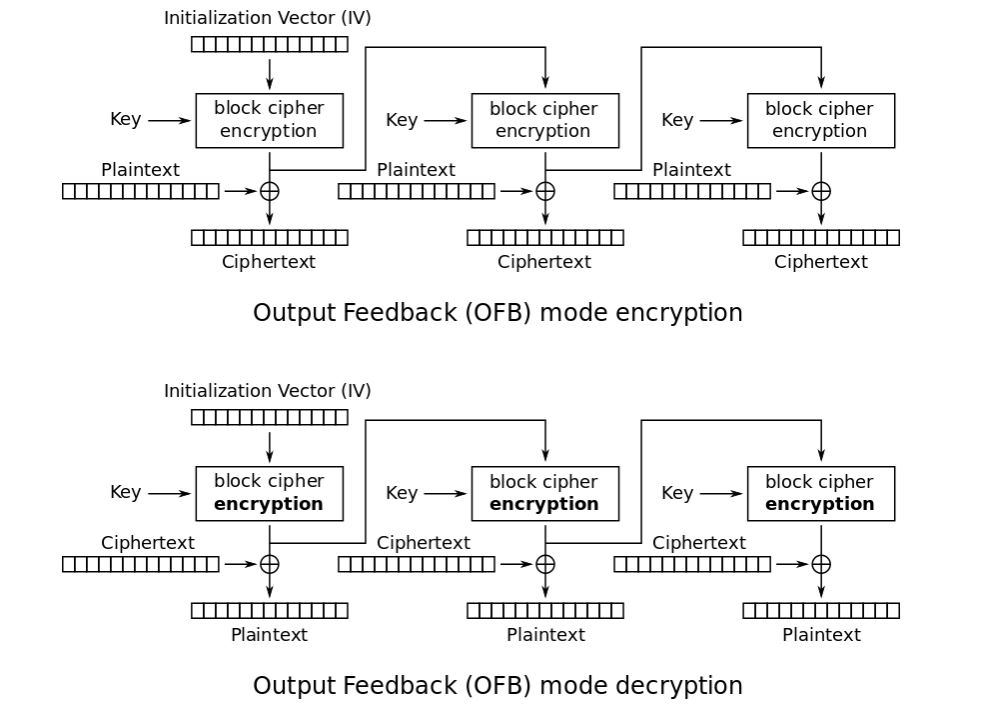 Initialization Vector (IV)
Key
block cipher
encryption
Key
block cipher
encryption
Key
block cipher
encryption
Plaintext
Plaintext
Plaintext
Ciphertext
Ciphertext
Ciphertext
Output Feedback (OFB) mode encryption
Initialization Vector (IV)
Key
block cipher
encryption
Key
block cipher
encryption
Key
block cipher
encryption
Ciphertext
Ciphertext
Ciphertext
Plaintext
Plaintext
Plaintext
Output Feedback (OFB) mode decryption